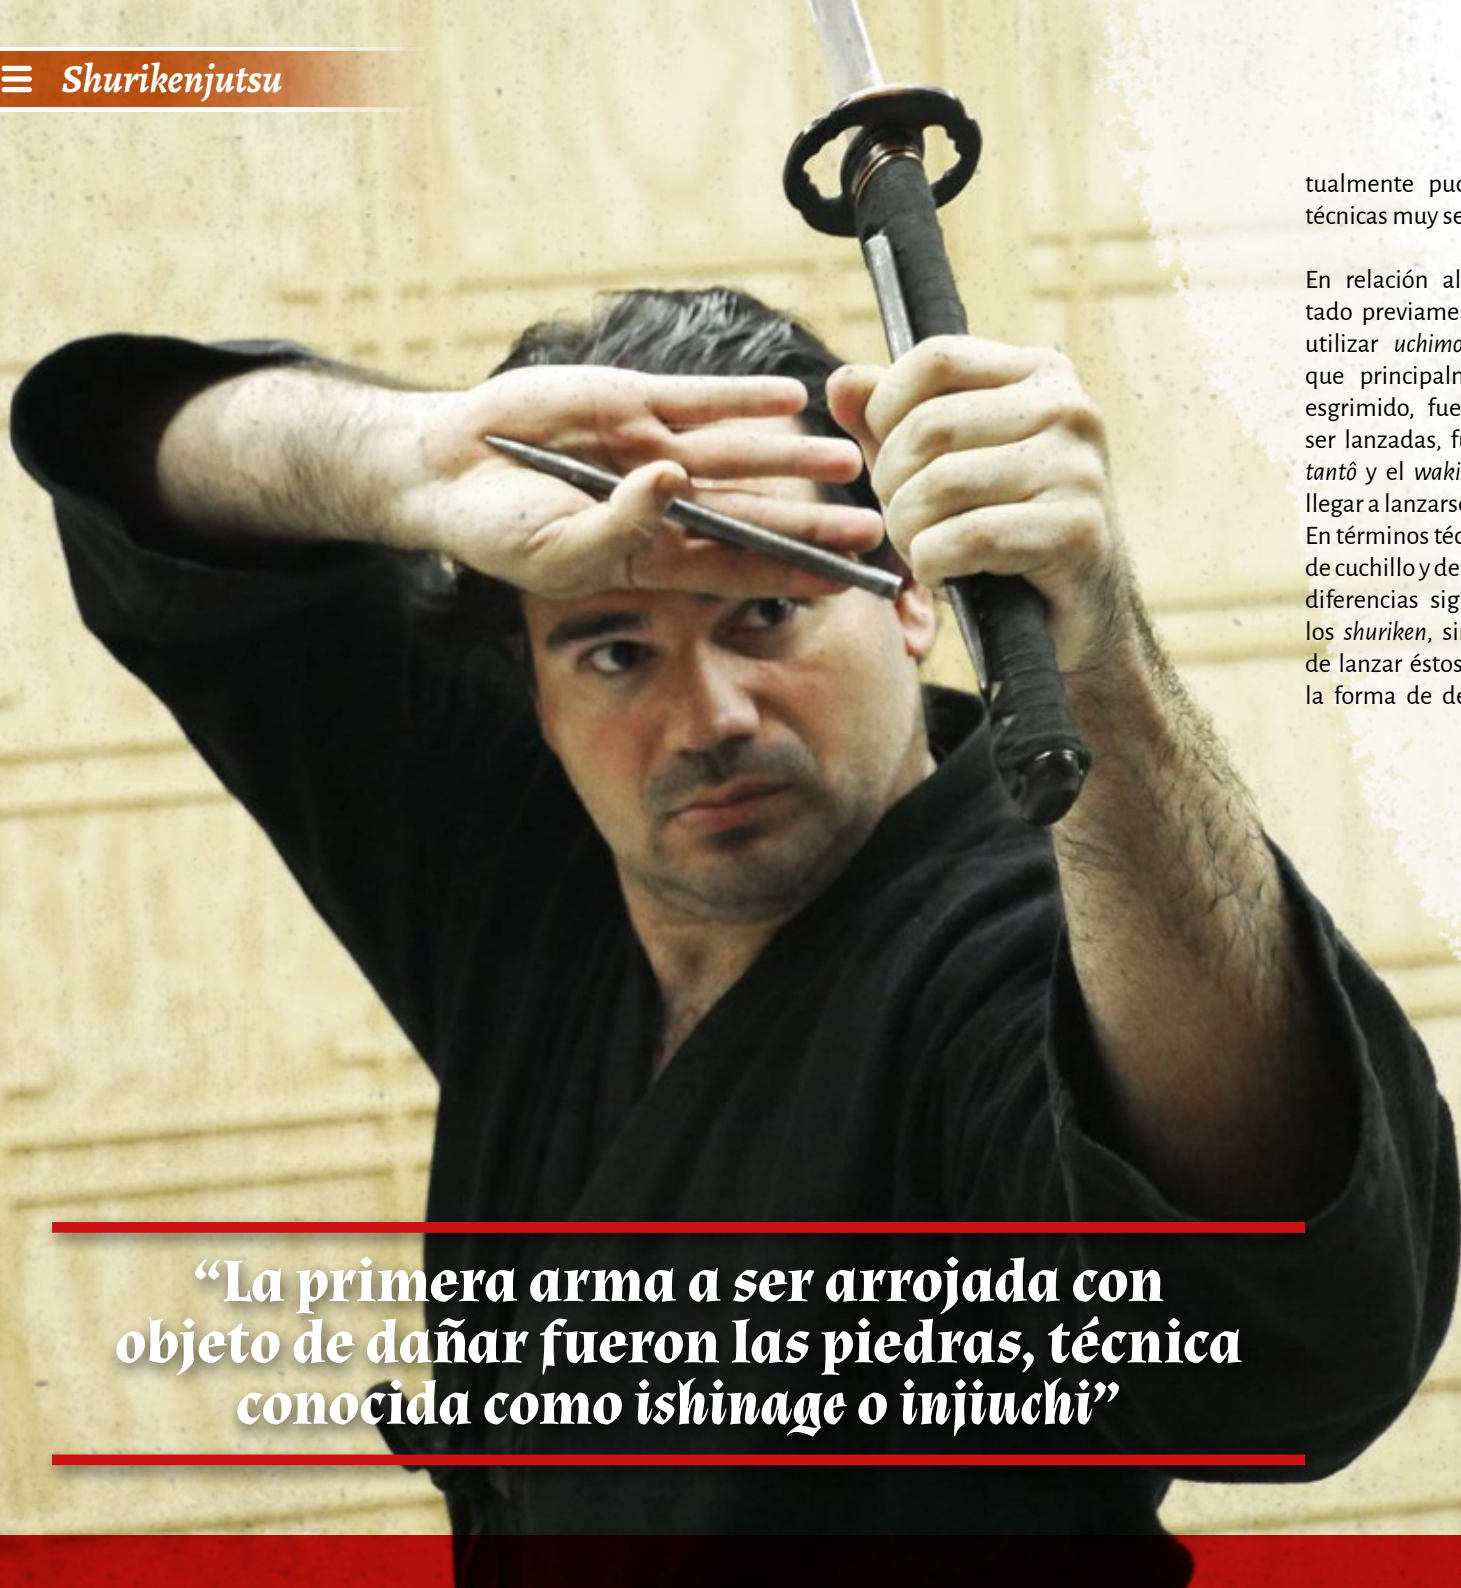 Shurikenjutsu
tualmente
técnicas muy
En relación al
tado
utilizar
que
esgrimido,
ser lanzadas,
tantô y el
llegar a
En términos
de cuchillo y de
diferencias
los shuriken,
de lanzar éstos
la forma de
“La primera arma a ser arrojada con
objeto de dañar fueron las piedras, técnica
conocida como ishinage o injiuchi”